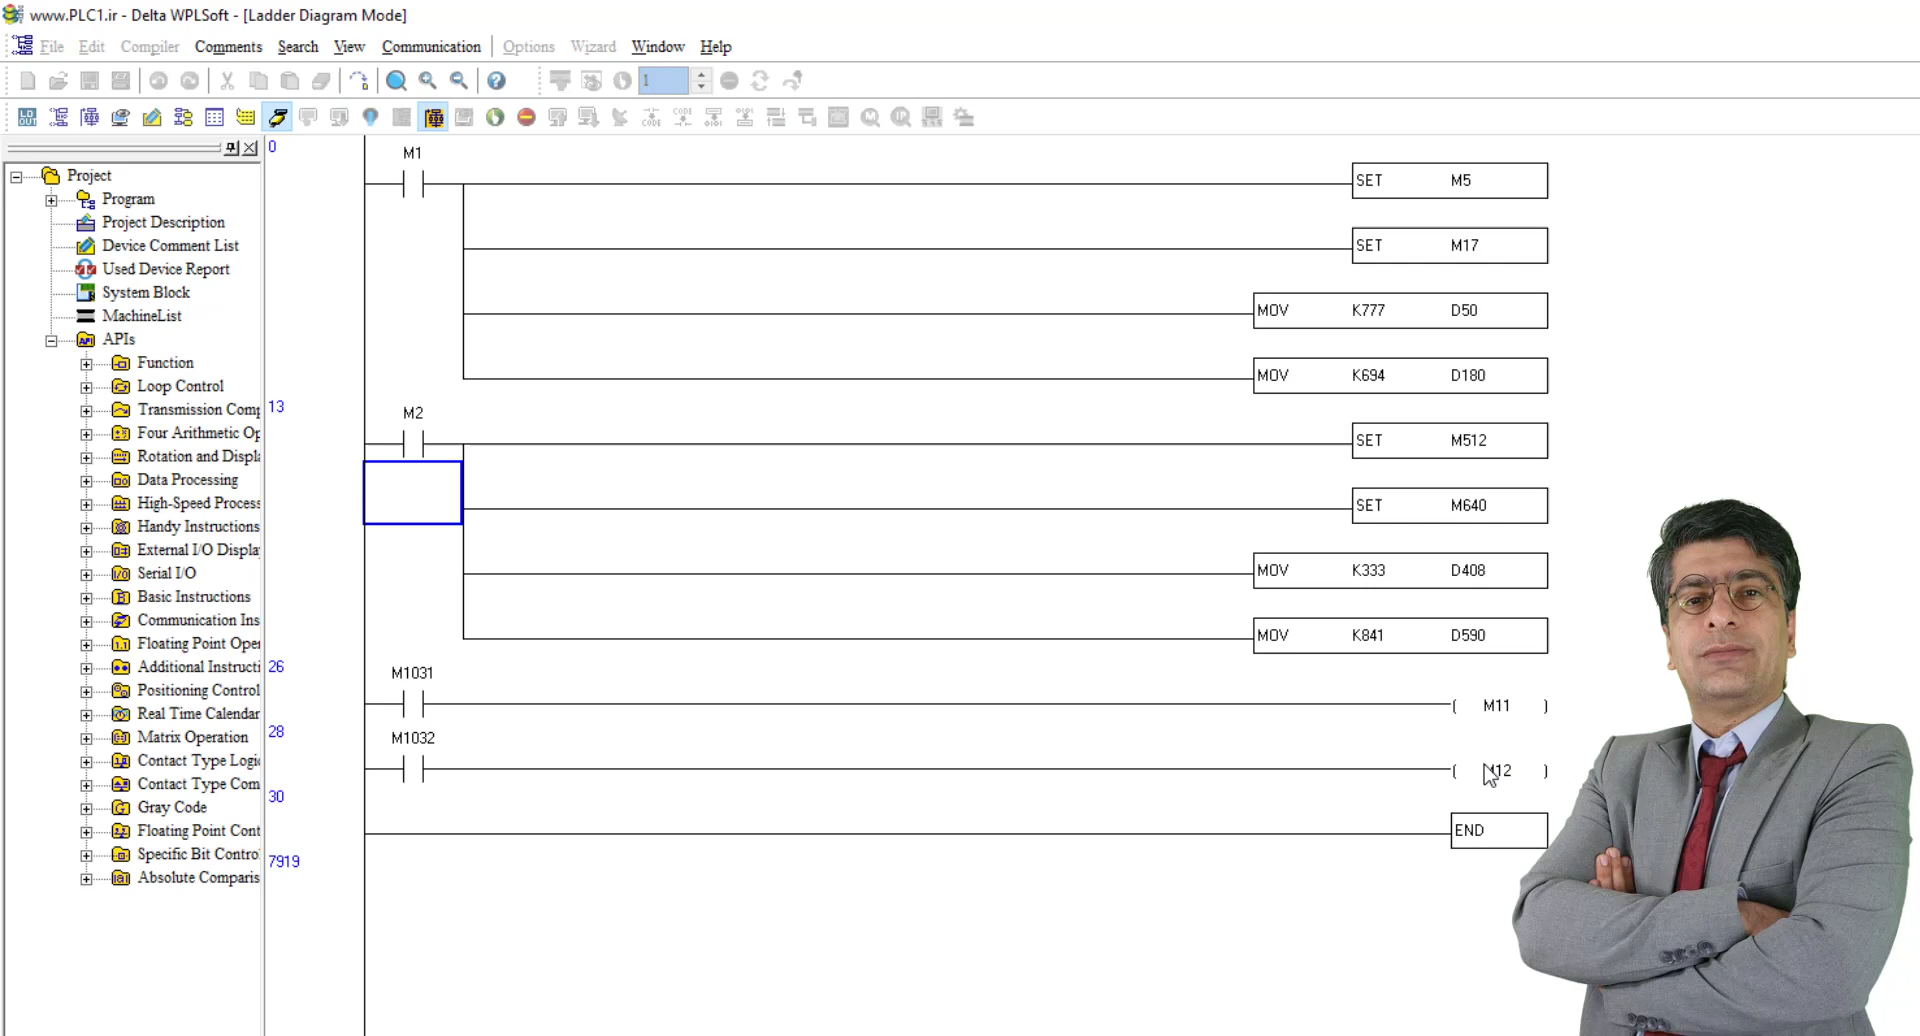 www.PLC1.ir - Delta WPLSoft - [Ladder Diagram Mode]
File Edit Compiler Comments Search View Communication Options Wizard Window Help
1
Project
Program
Project Description
Device Comment List
Used Device Report
System Block
MachineList
APIs
Function
Loop Control
Transmission Comp
Four Arithmetic Op
Rotation and Displa
Data Processing
High-Speed Process
Handy Instructions
External I/O Display
Serial I/O
Basic Instructions
Communication Ins
Floating Point Oper
Additional Instructi
Positioning Control
Real Time Calendar
Matrix Operation
Contact Type Logic
Contact Type Com
Gray Code
Floating Point Cont
Specific Bit Control
Absolute Comparis
0
M1
SET M5
SET M17
MOV K777 D50
MOV K694 D180
13
M2
SET M512
SET M640
MOV K333 D408
MOV K841 D590
26
M1031
M11
28
M1032
M12
30
END
7919